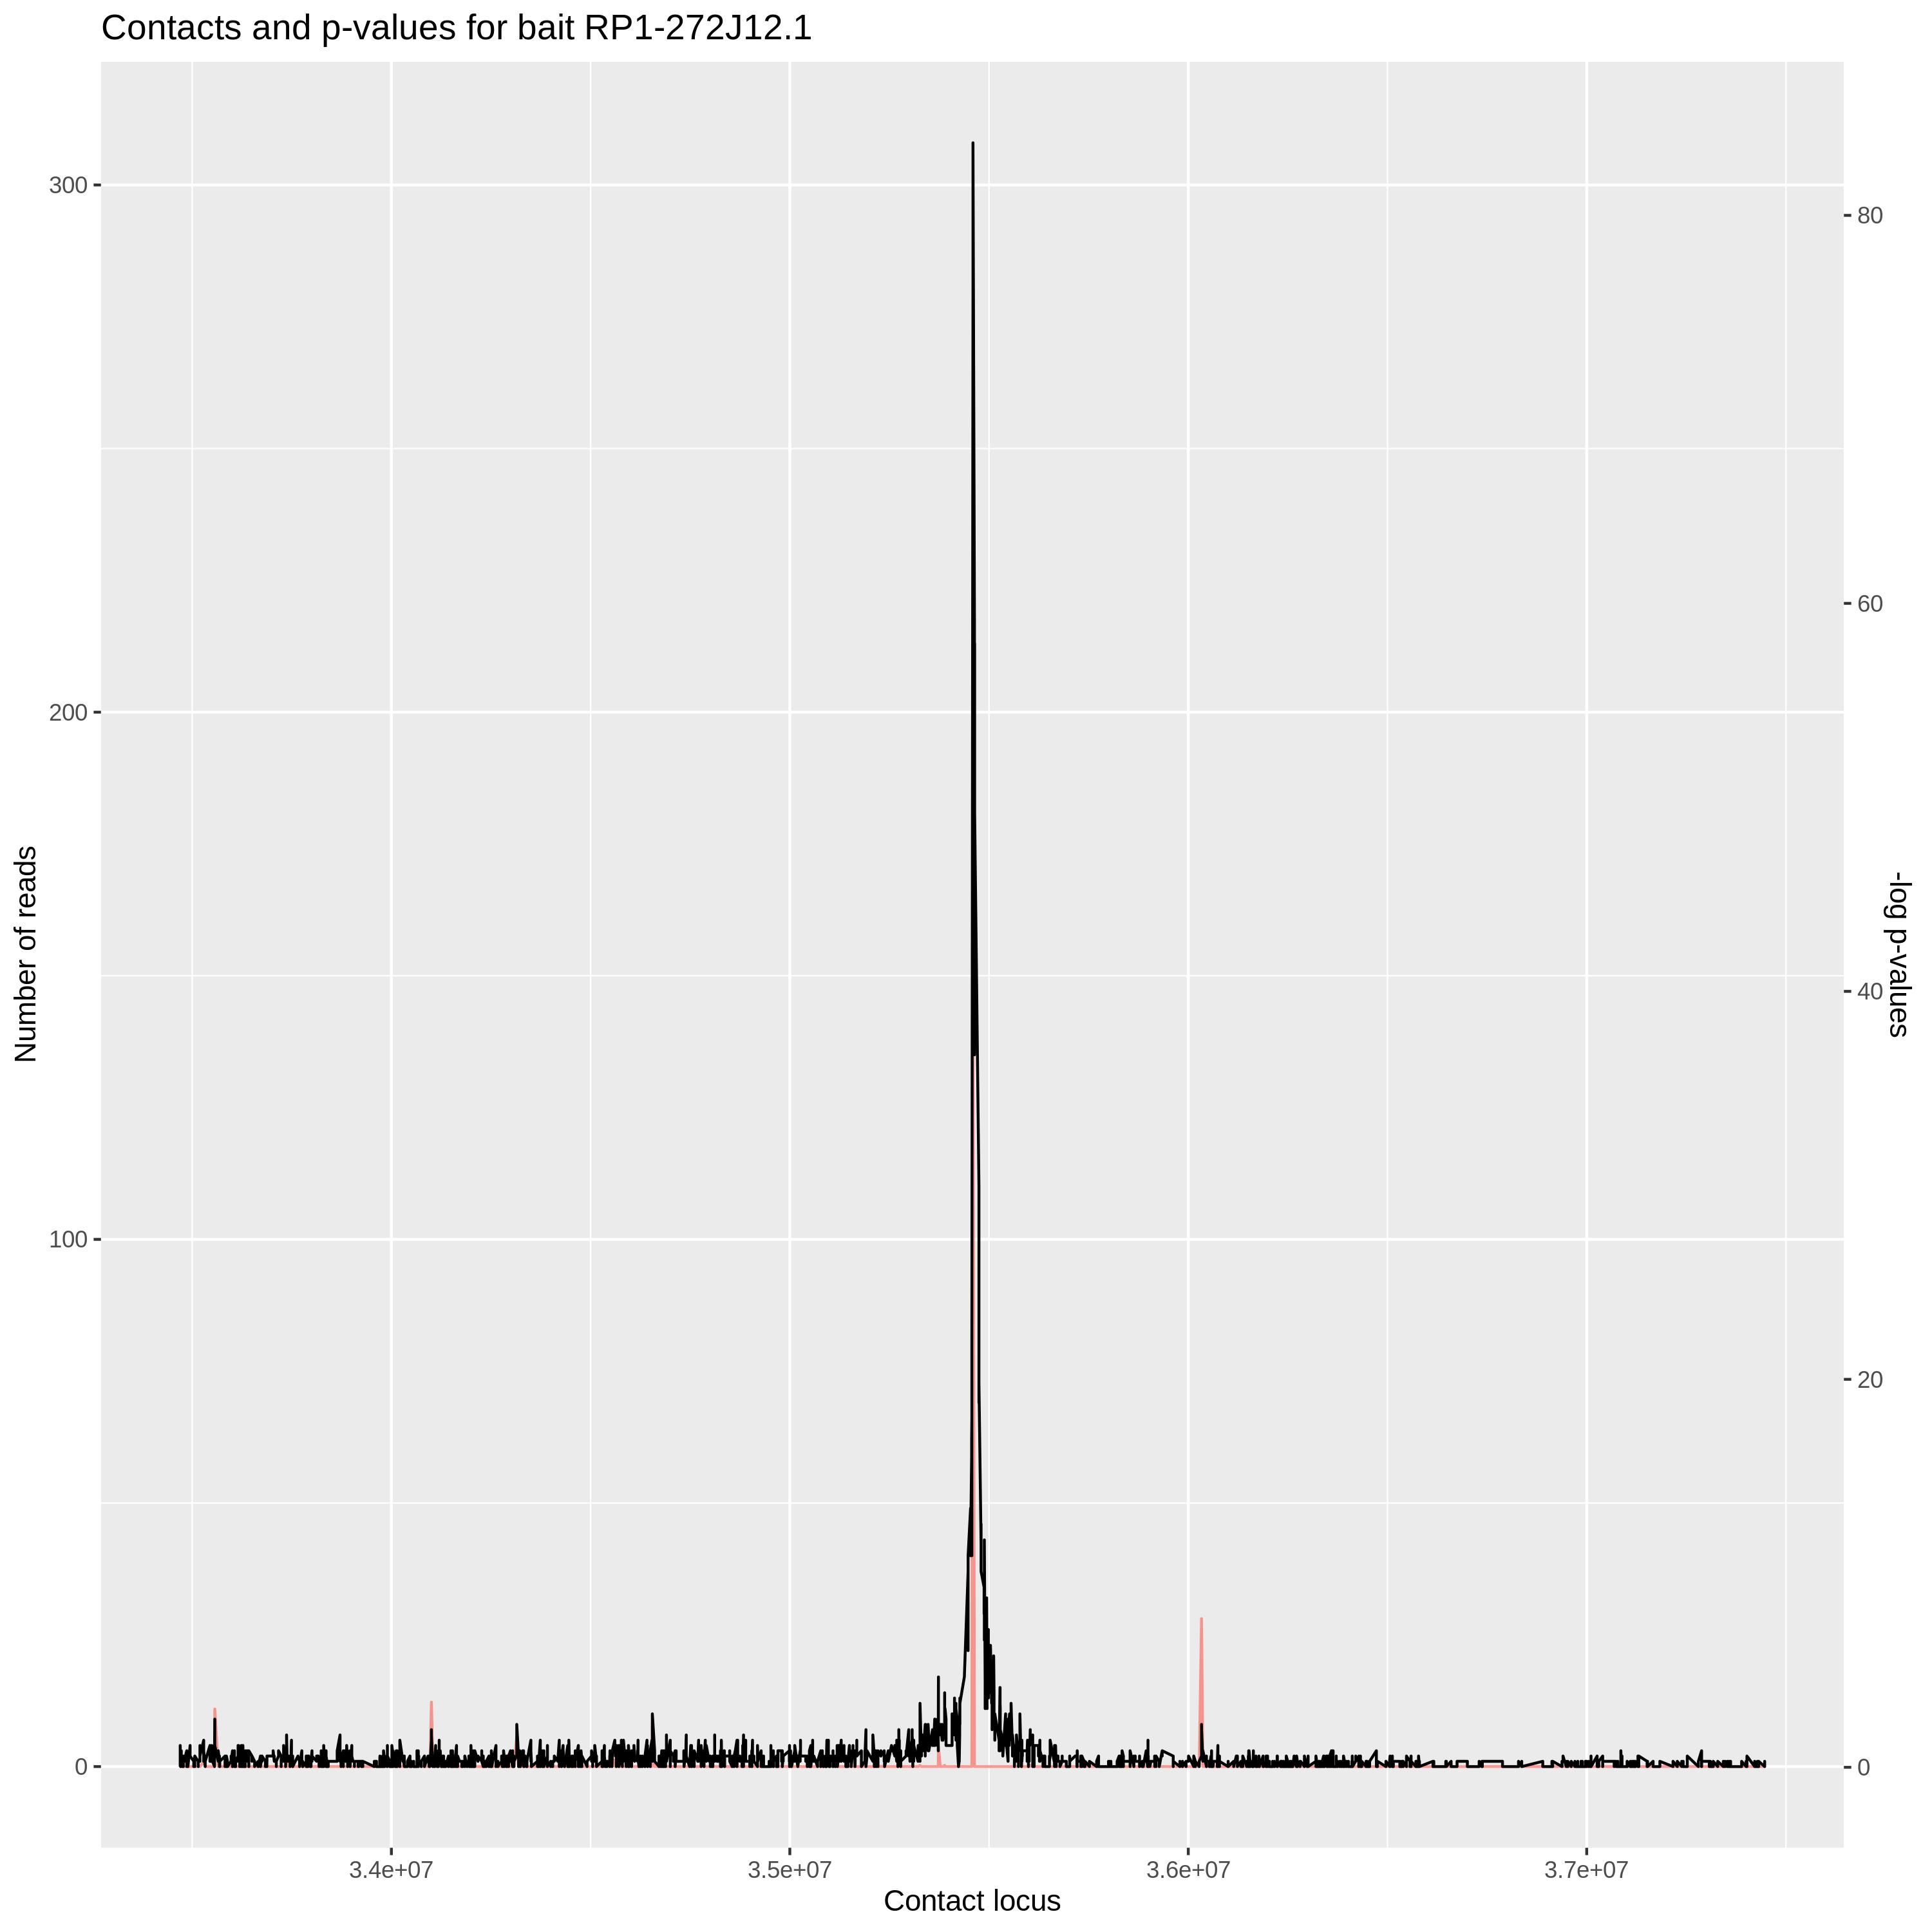 Contacts and p-values for bait RP1-272J12.1
300
200
100
0
Number of reads
80
60
40
20
0
-log p-values
3.4e+07
3.5e+07
3.6e+07
3.7e+07
Contact locus